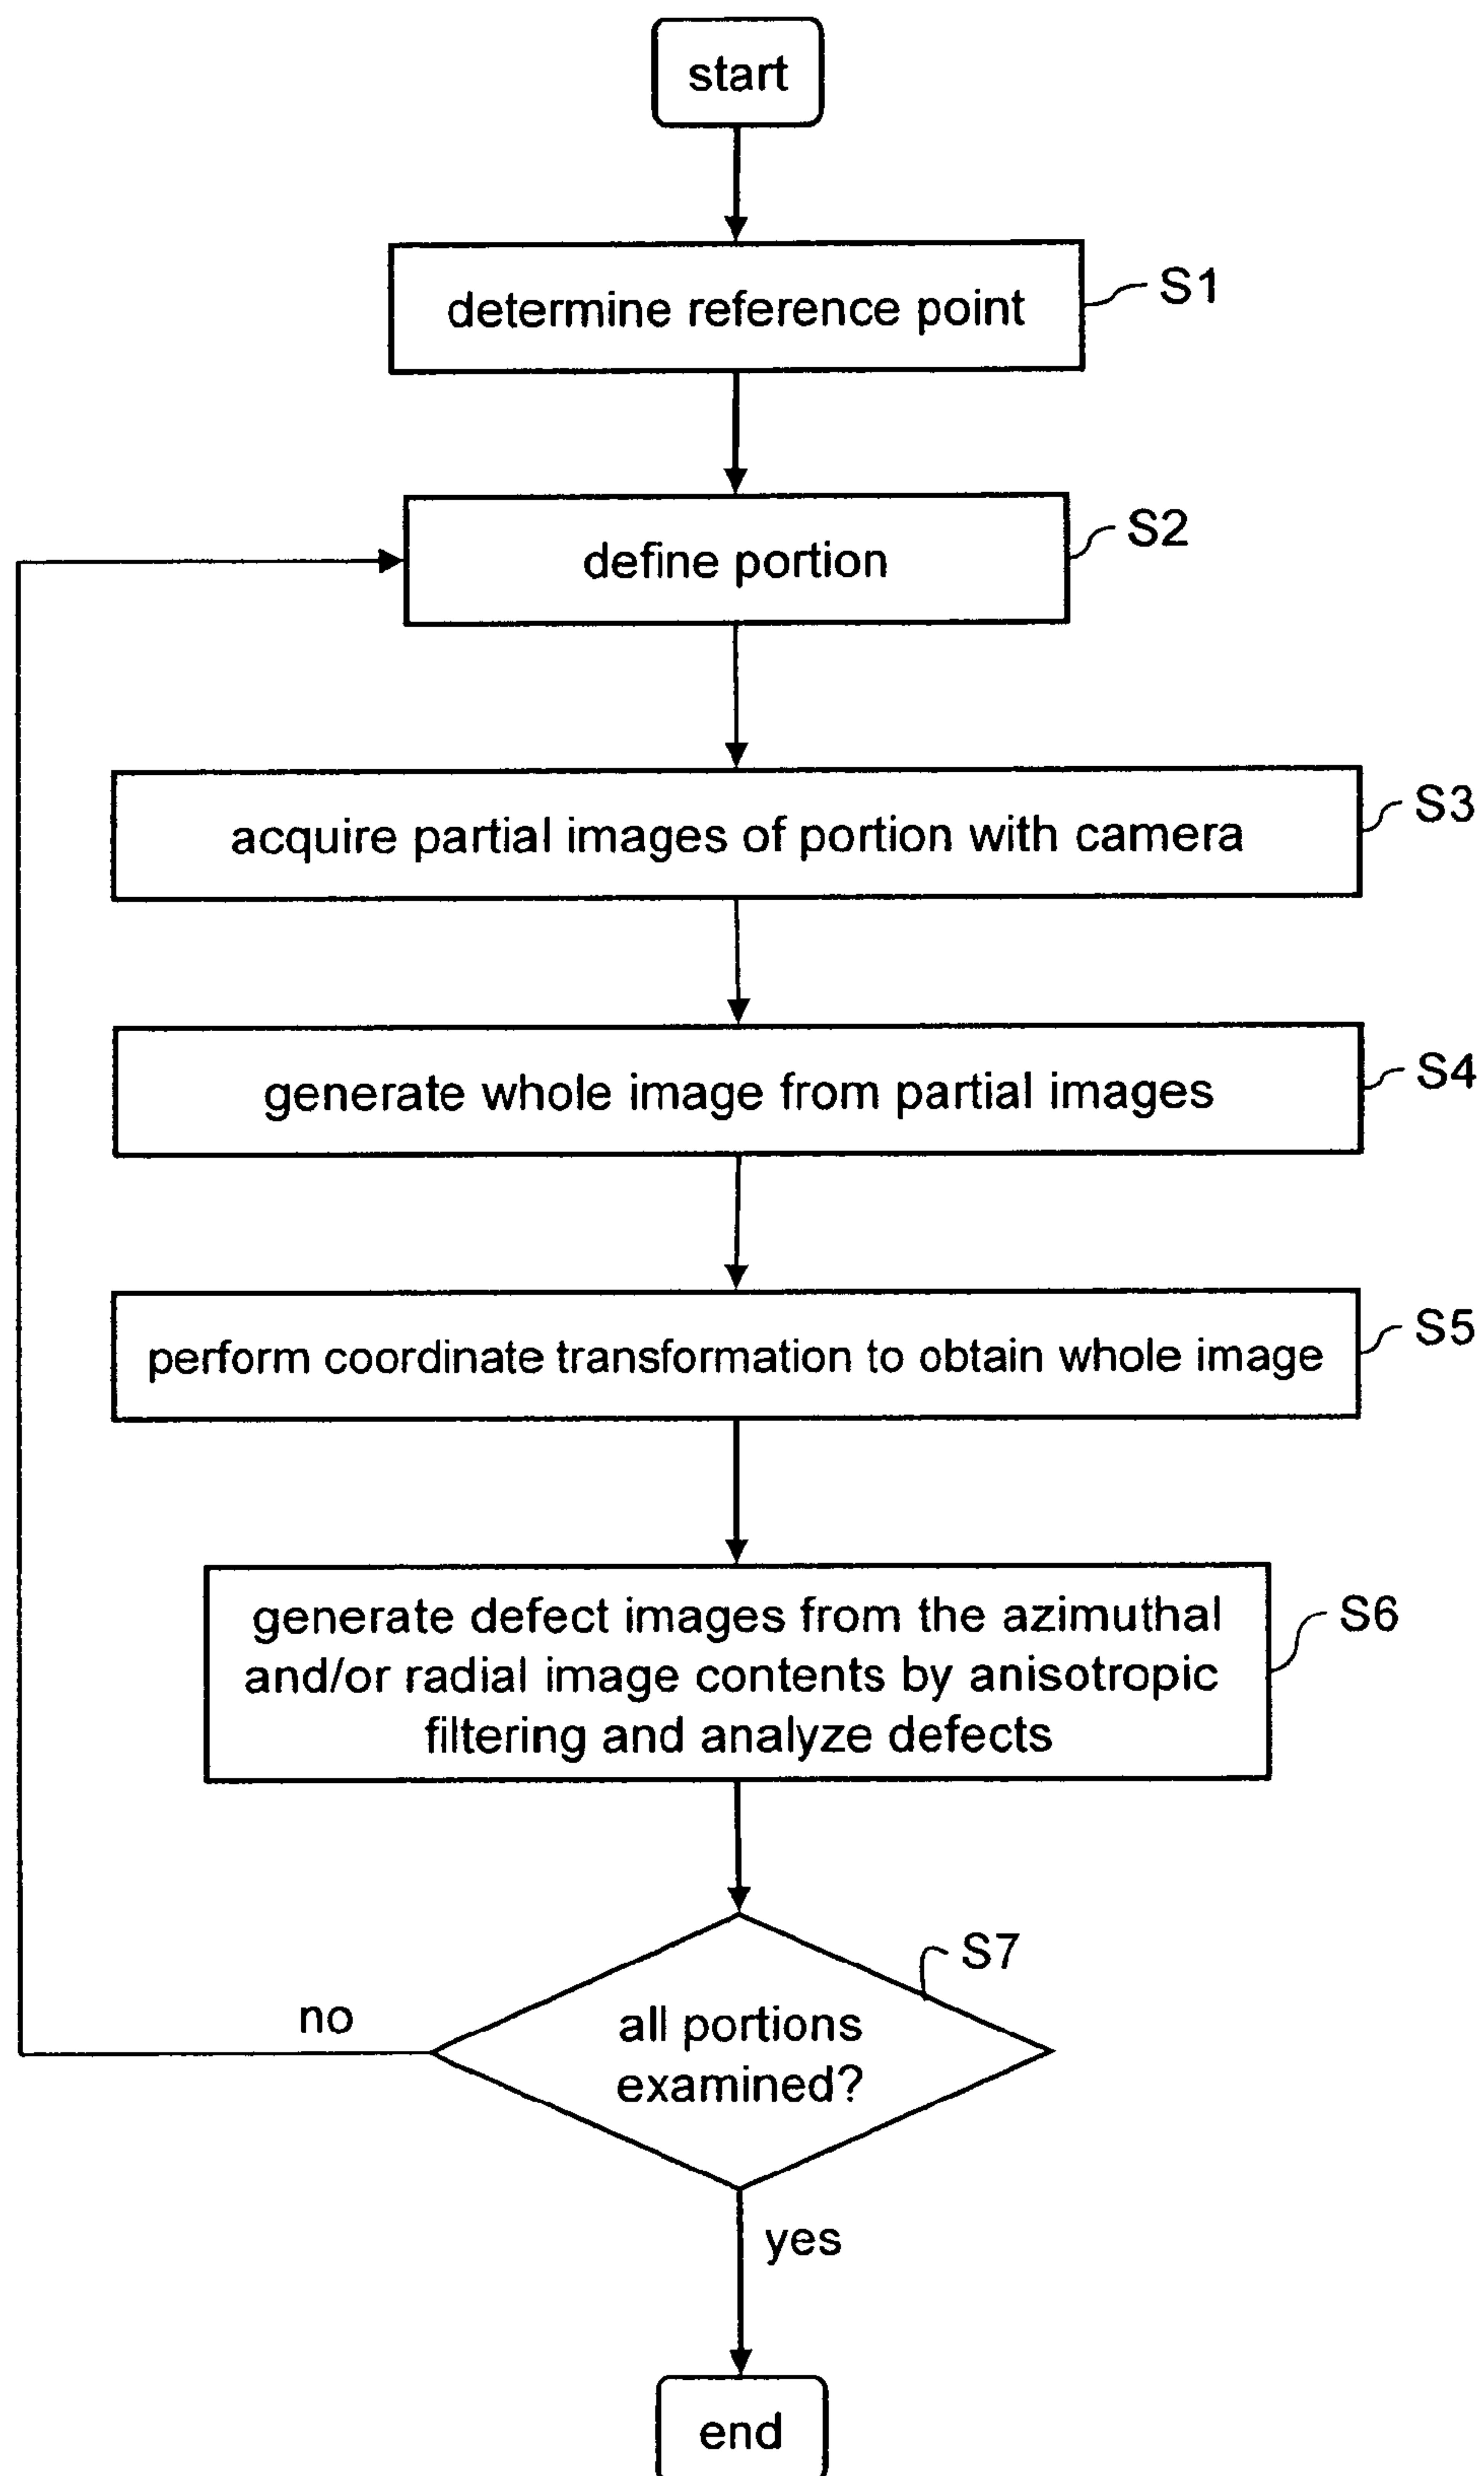 start
determine reference point
S1
define portion
S2
acquire partial images of portion with camera
S3
generate whole image from partial images
S4
perform coordinate transformation to obtain whole image
S5
generate defect images from the azimuthal
and/or radial image contents by anisotropic
filtering and analyze defects
S6
all portions
examined?
S7
no
yes
end